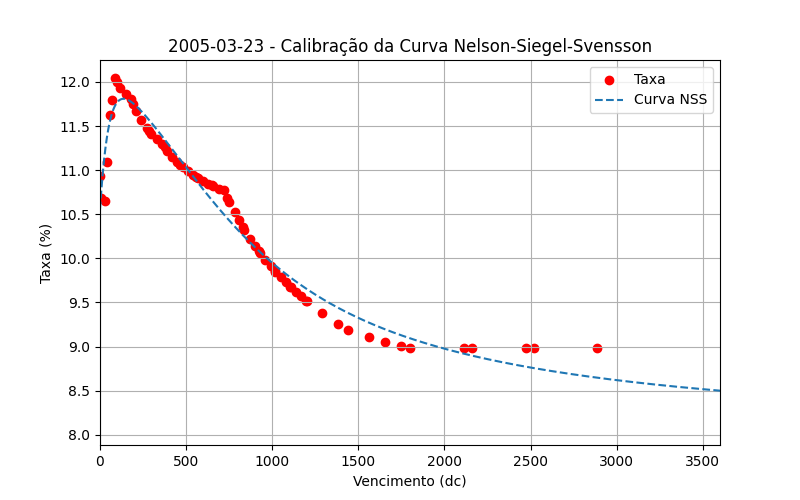 2005-03-23 - Calibração da Curva Nelson-Siegel-Svensson
Taxa
Curva NSS
Taxa (%)
12.0
11.5
11.0
10.5
10.0
9.5
9.0
8.5
8.0
0 500 1000 1500 2000 2500 3000 3500
Vencimento (dc)